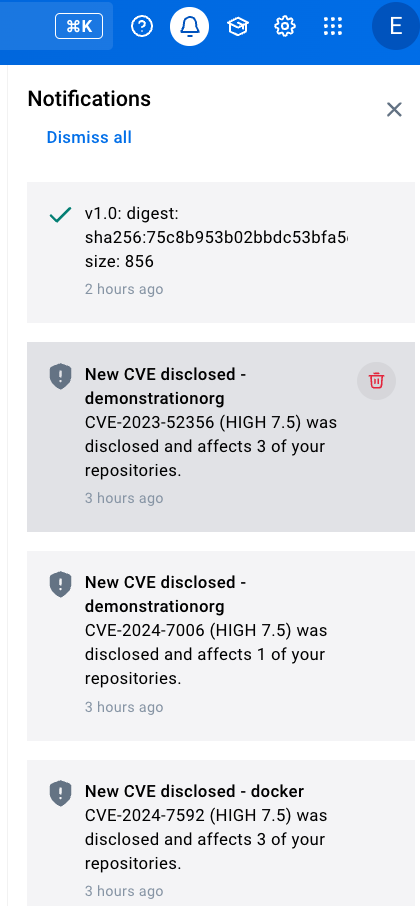 ⌘K
E
Notifications
Dismiss all
v1.0: digest:
sha256:75c8b953b02bbdc53bfa5
size: 856
2 hours ago
New CVE disclosed -
demonstrationorg
CVE-2023-52356 (HIGH 7.5) was
disclosed and affects 3 of your
repositories.
3 hours ago
New CVE disclosed -
demonstrationorg
CVE-2024-7006 (HIGH 7.5) was
disclosed and affects 1 of your
repositories.
3 hours ago
New CVE disclosed - docker
CVE-2024-7592 (HIGH 7.5) was
disclosed and affects 3 of your
repositories.
3 hours ago